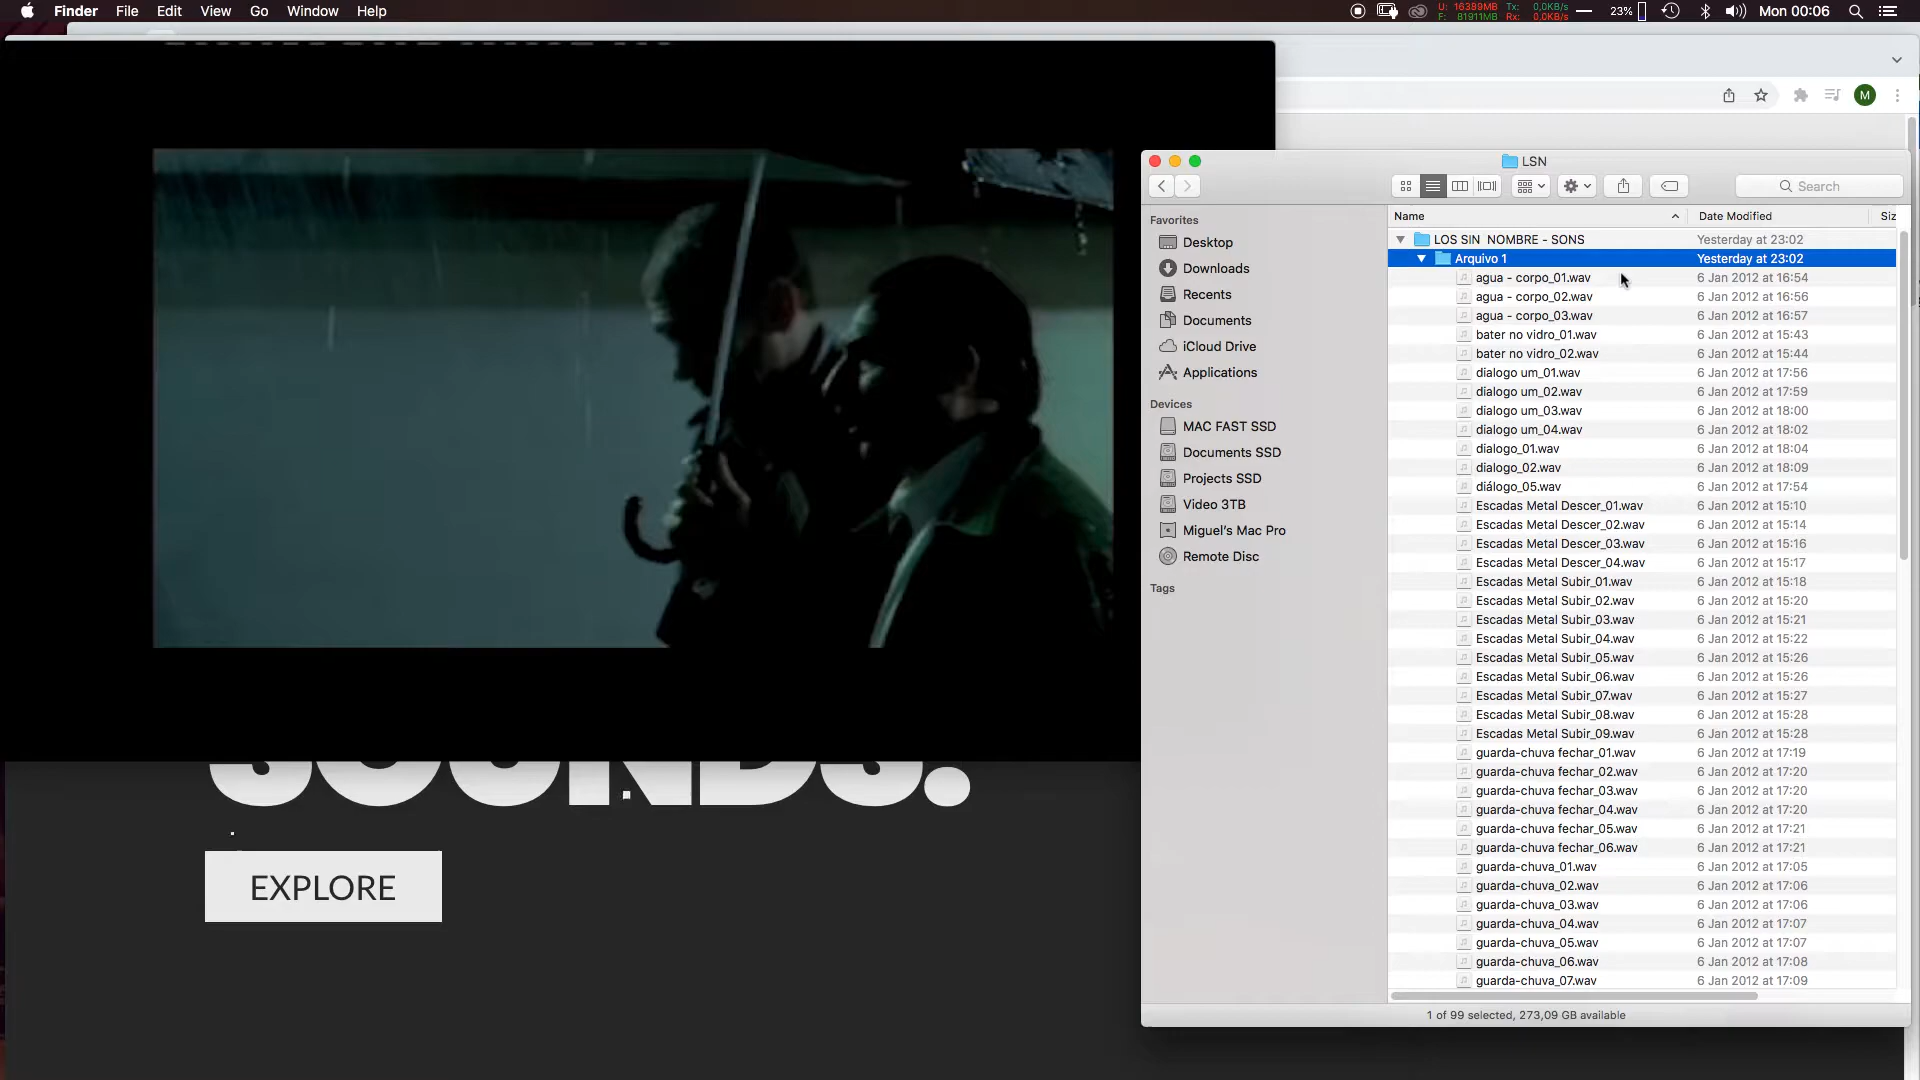 Finder File Edit View Go Window Help
U: 16389MB Tx: 0,0KB/s
F: 81911MB Rx: 0,0KB/s
23% Mon 00:06
M
LSN
Search
Favorites
Desktop
Downloads
Recents
Documents
iCloud Drive
Applications
Devices
MAC FAST SSD
Documents SSD
Projects SSD
Video 3TB
Miguel's Mac Pro
Remote Disc
Tags
Name Date Modified Siz
LOS SIN NOMBRE - SONS Yesterday at 23:02
Arquivo 1 Yesterday at 23:02
agua - corpo_01.wav 6 Jan 2012 at 16:54
agua - corpo_02.wav 6 Jan 2012 at 16:56
agua - corpo_03.wav 6 Jan 2012 at 16:57
bater no vidro_01.wav 6 Jan 2012 at 15:43
bater no vidro_02.wav 6 Jan 2012 at 15:44
dialogo um_01.wav 6 Jan 2012 at 17:56
dialogo um_02.wav 6 Jan 2012 at 17:59
dialogo um_03.wav 6 Jan 2012 at 18:00
dialogo um_04.wav 6 Jan 2012 at 18:02
dialogo_01.wav 6 Jan 2012 at 18:04
dialogo_02.wav 6 Jan 2012 at 18:09
diálogo_05.wav 6 Jan 2012 at 17:54
Escadas Metal Descer_01.wav 6 Jan 2012 at 15:10
Escadas Metal Descer_02.wav 6 Jan 2012 at 15:14
Escadas Metal Descer_03.wav 6 Jan 2012 at 15:16
Escadas Metal Descer_04.wav 6 Jan 2012 at 15:17
Escadas Metal Subir_01.wav 6 Jan 2012 at 15:18
Escadas Metal Subir_02.wav 6 Jan 2012 at 15:20
Escadas Metal Subir_03.wav 6 Jan 2012 at 15:21
Escadas Metal Subir_04.wav 6 Jan 2012 at 15:22
Escadas Metal Subir_05.wav 6 Jan 2012 at 15:26
Escadas Metal Subir_06.wav 6 Jan 2012 at 15:26
Escadas Metal Subir_07.wav 6 Jan 2012 at 15:27
Escadas Metal Subir_08.wav 6 Jan 2012 at 15:28
Escadas Metal Subir_09.wav 6 Jan 2012 at 15:28
guarda-chuva fechar_01.wav 6 Jan 2012 at 17:19
guarda-chuva fechar_02.wav 6 Jan 2012 at 17:20
guarda-chuva fechar_03.wav 6 Jan 2012 at 17:20
guarda-chuva fechar_04.wav 6 Jan 2012 at 17:20
guarda-chuva fechar_05.wav 6 Jan 2012 at 17:21
guarda-chuva fechar_06.wav 6 Jan 2012 at 17:21
guarda-chuva_01.wav 6 Jan 2012 at 17:05
guarda-chuva_02.wav 6 Jan 2012 at 17:06
guarda-chuva_03.wav 6 Jan 2012 at 17:06
guarda-chuva_04.wav 6 Jan 2012 at 17:07
guarda-chuva_05.wav 6 Jan 2012 at 17:07
guarda-chuva_06.wav 6 Jan 2012 at 17:08
guarda-chuva_07.wav 6 Jan 2012 at 17:09
1 of 99 selected, 273,09 GB available
SOUNDS.
EXPLORE